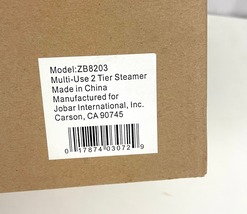 Model:ZB8203
Multi-Use 2 Tier Steamer
Made in China
Manufactured for
Jobar International, Inc.
Carson, CA 90745
0 17874 03072 9